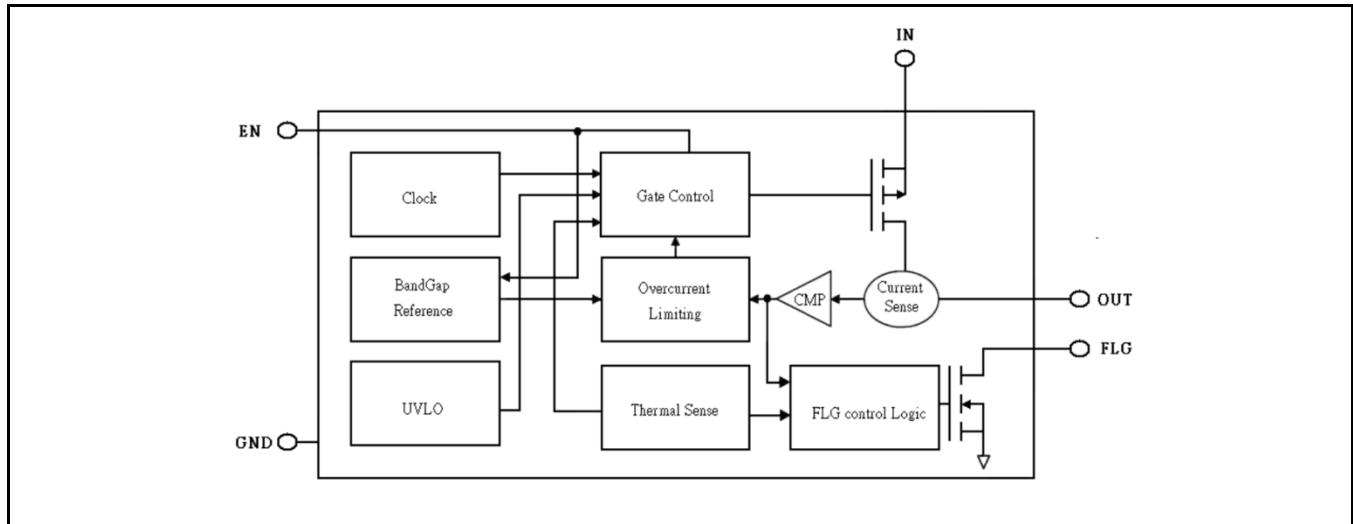 IN
EN
Clock
Gate Control
BandGap
Reference
Overcurrent
Limiting
CMP
Current
Sense
OUT
FLG
UVLO
Thermal Sense
FLG control Logic
GND